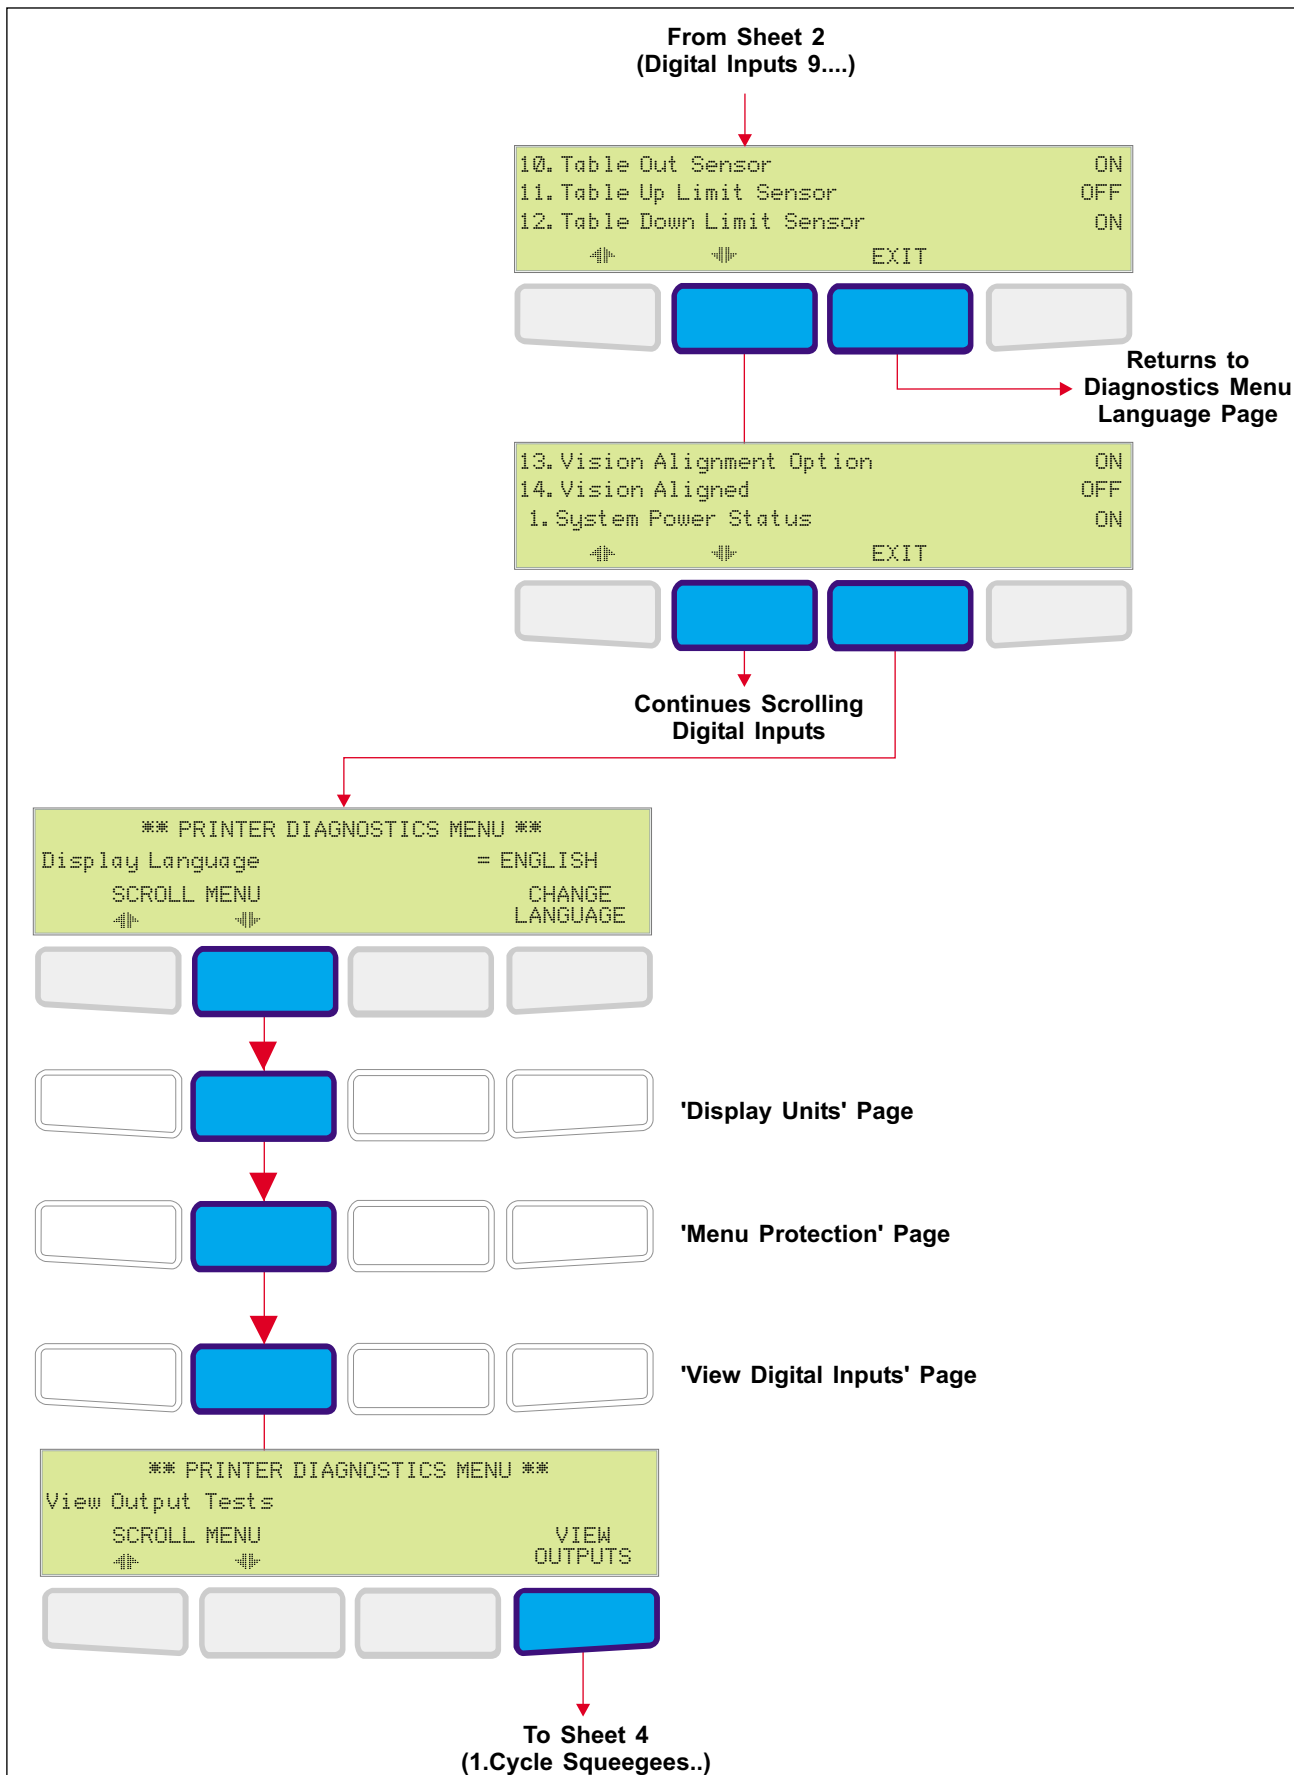 From Sheet 2
(Digital Inputs 9....)
10. Table Out Sensor ON
11. Table Up Limit Sensor OFF
12. Table Down Limit Sensor ON
EXIT
Returns to
Diagnostics Menu
Language Page
13. Vision Alignment Option ON
14. Vision Aligned OFF
1. System Power Status ON
EXIT
Continues Scrolling
Digital Inputs
** PRINTER DIAGNOSTICS MENU **
Display Language = ENGLISH
SCROLL MENU CHANGE
LANGUAGE
'Display Units' Page
'Menu Protection' Page
'View Digital Inputs' Page
** PRINTER DIAGNOSTICS MENU **
View Output Tests
SCROLL MENU VIEW
OUTPUTS
To Sheet 4
(1.Cycle Squeegees..)